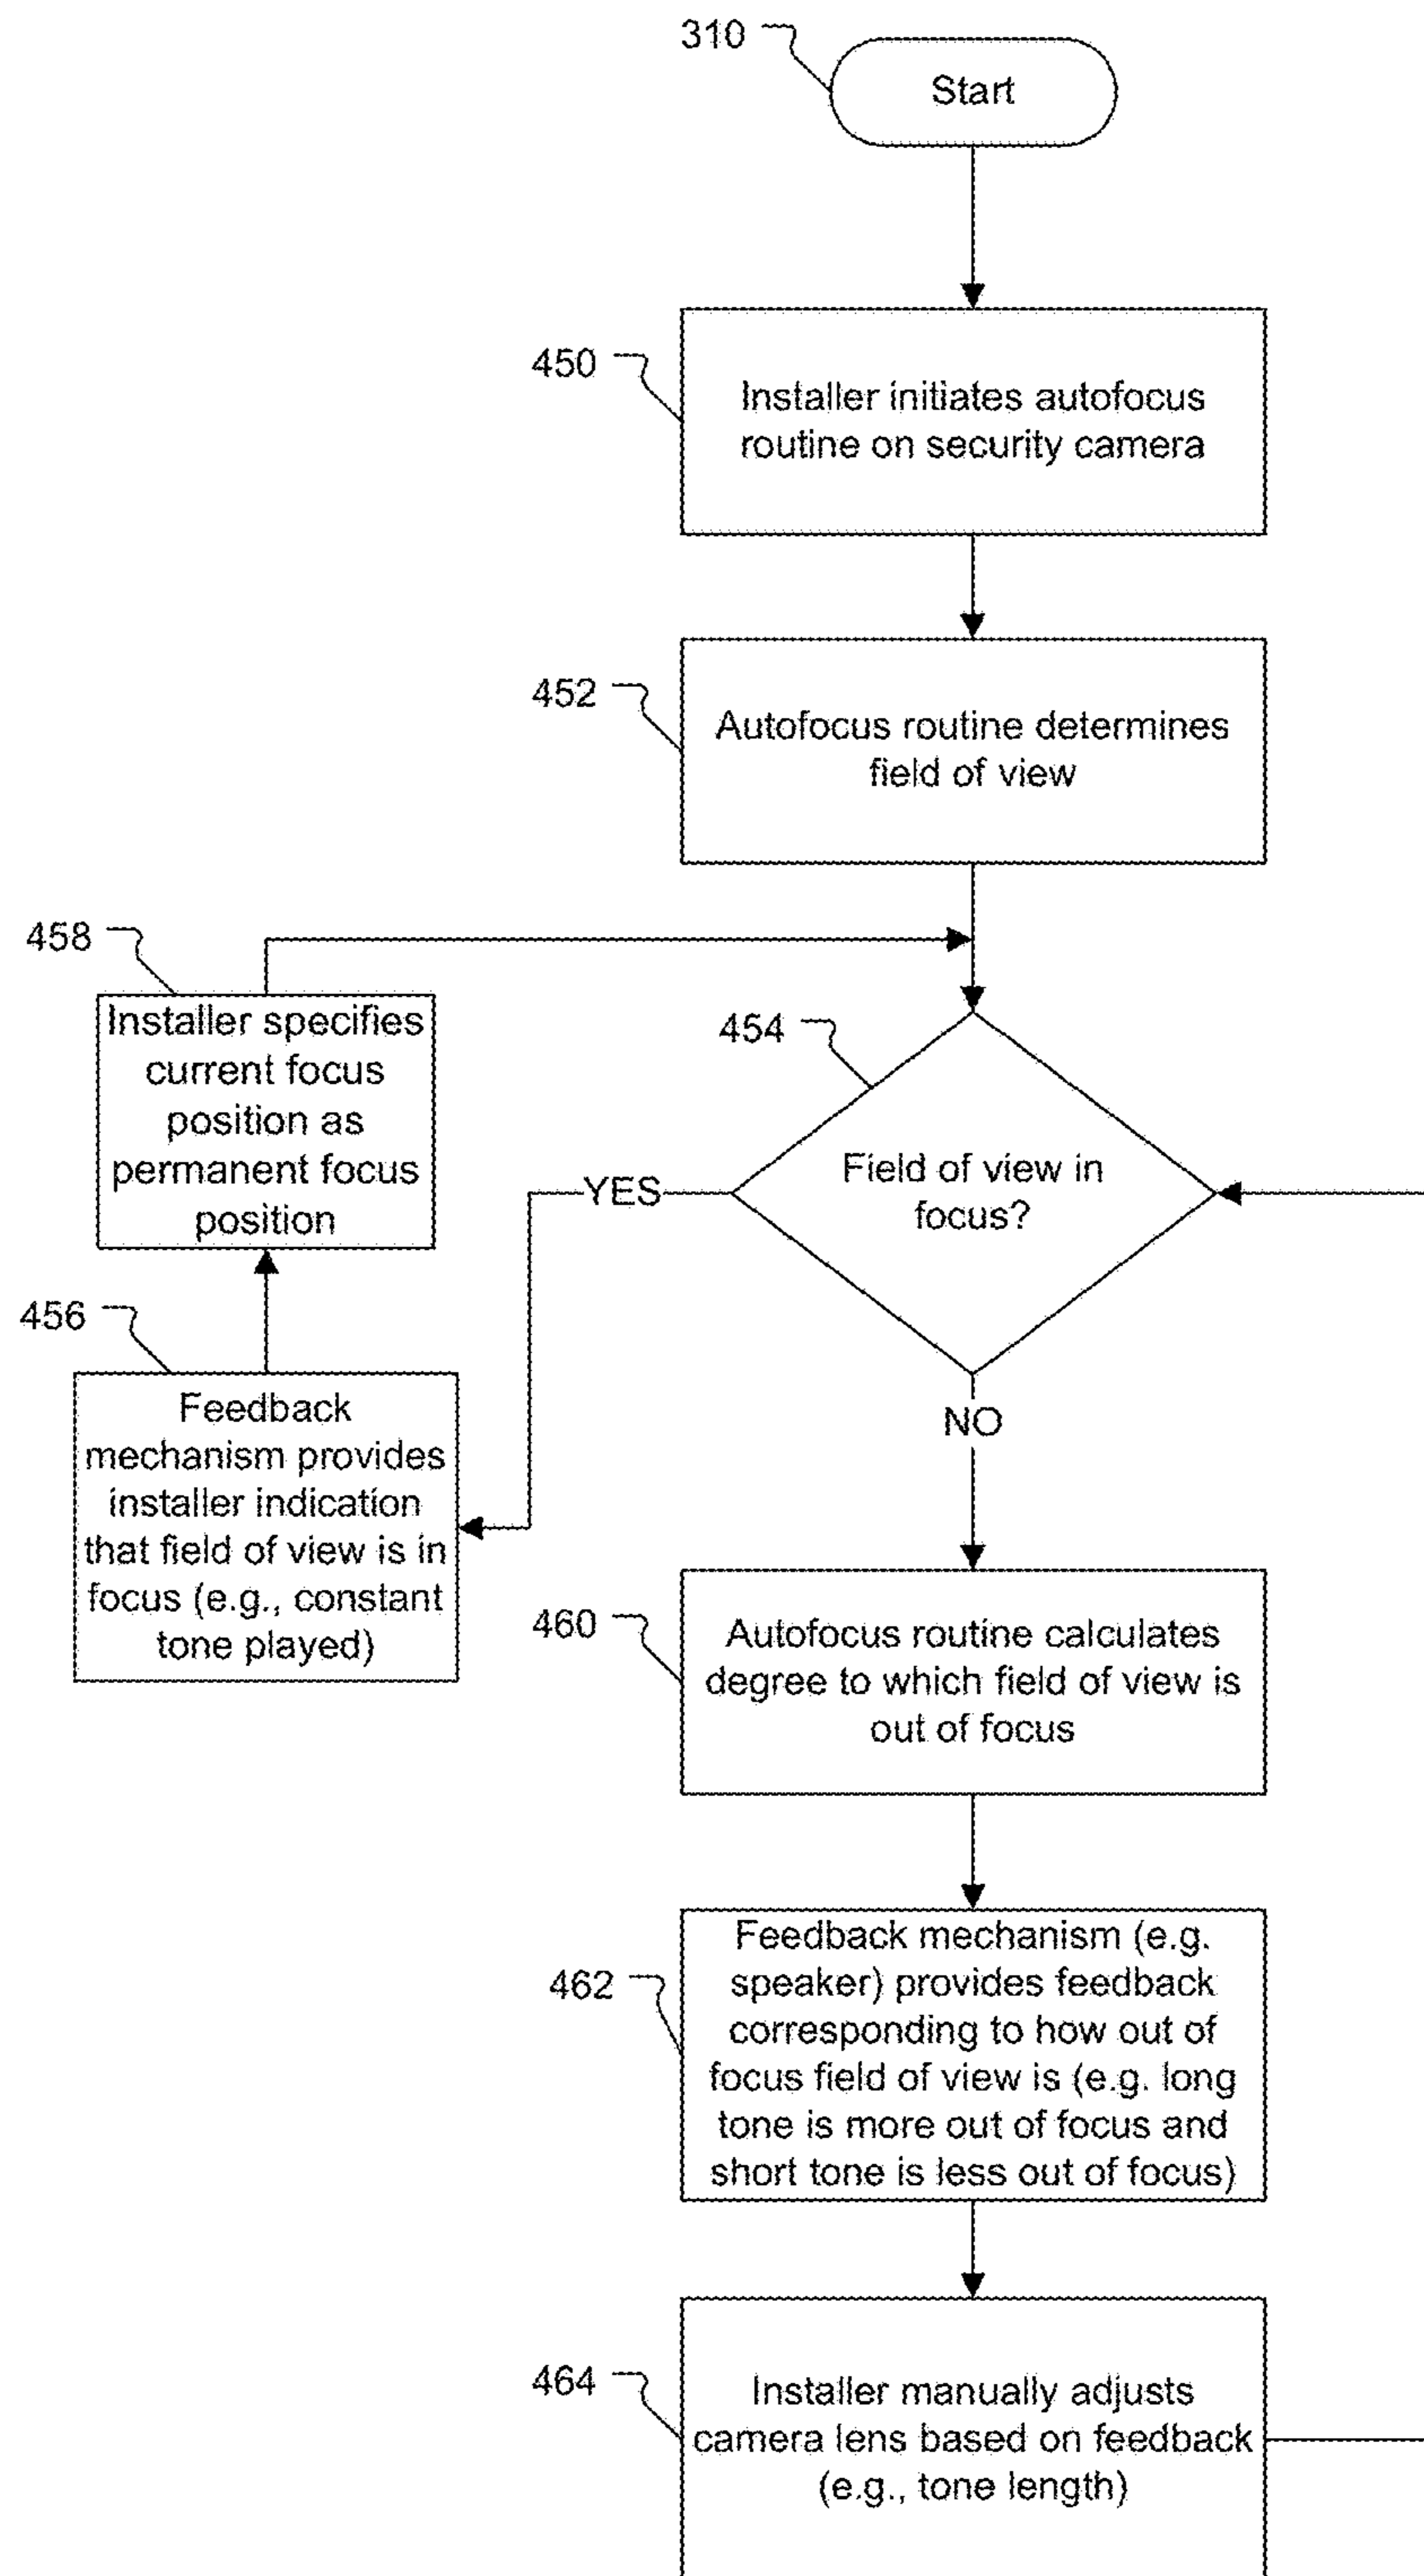 310
Start
450
Installer initiates autofocus
routine on security camera
452
Autofocus routine determines
field of view
458
Installer specifies
current focus
position as
permanent focus
position
454
Field of view in
focus?
YES
NO
456
Feedback
mechanism provides
installer indication
that field of view is in
focus (e.g., constant
tone played)
460
Autofocus routine calculates
degree to which field of view is
out of focus
462
Feedback mechanism (e.g.
speaker) provides feedback
corresponding to how out of
focus field of view is (e.g. long
tone is more out of focus and
short tone is less out of focus)
464
Installer manually adjusts
camera lens based on feedback
(e.g., tone length)